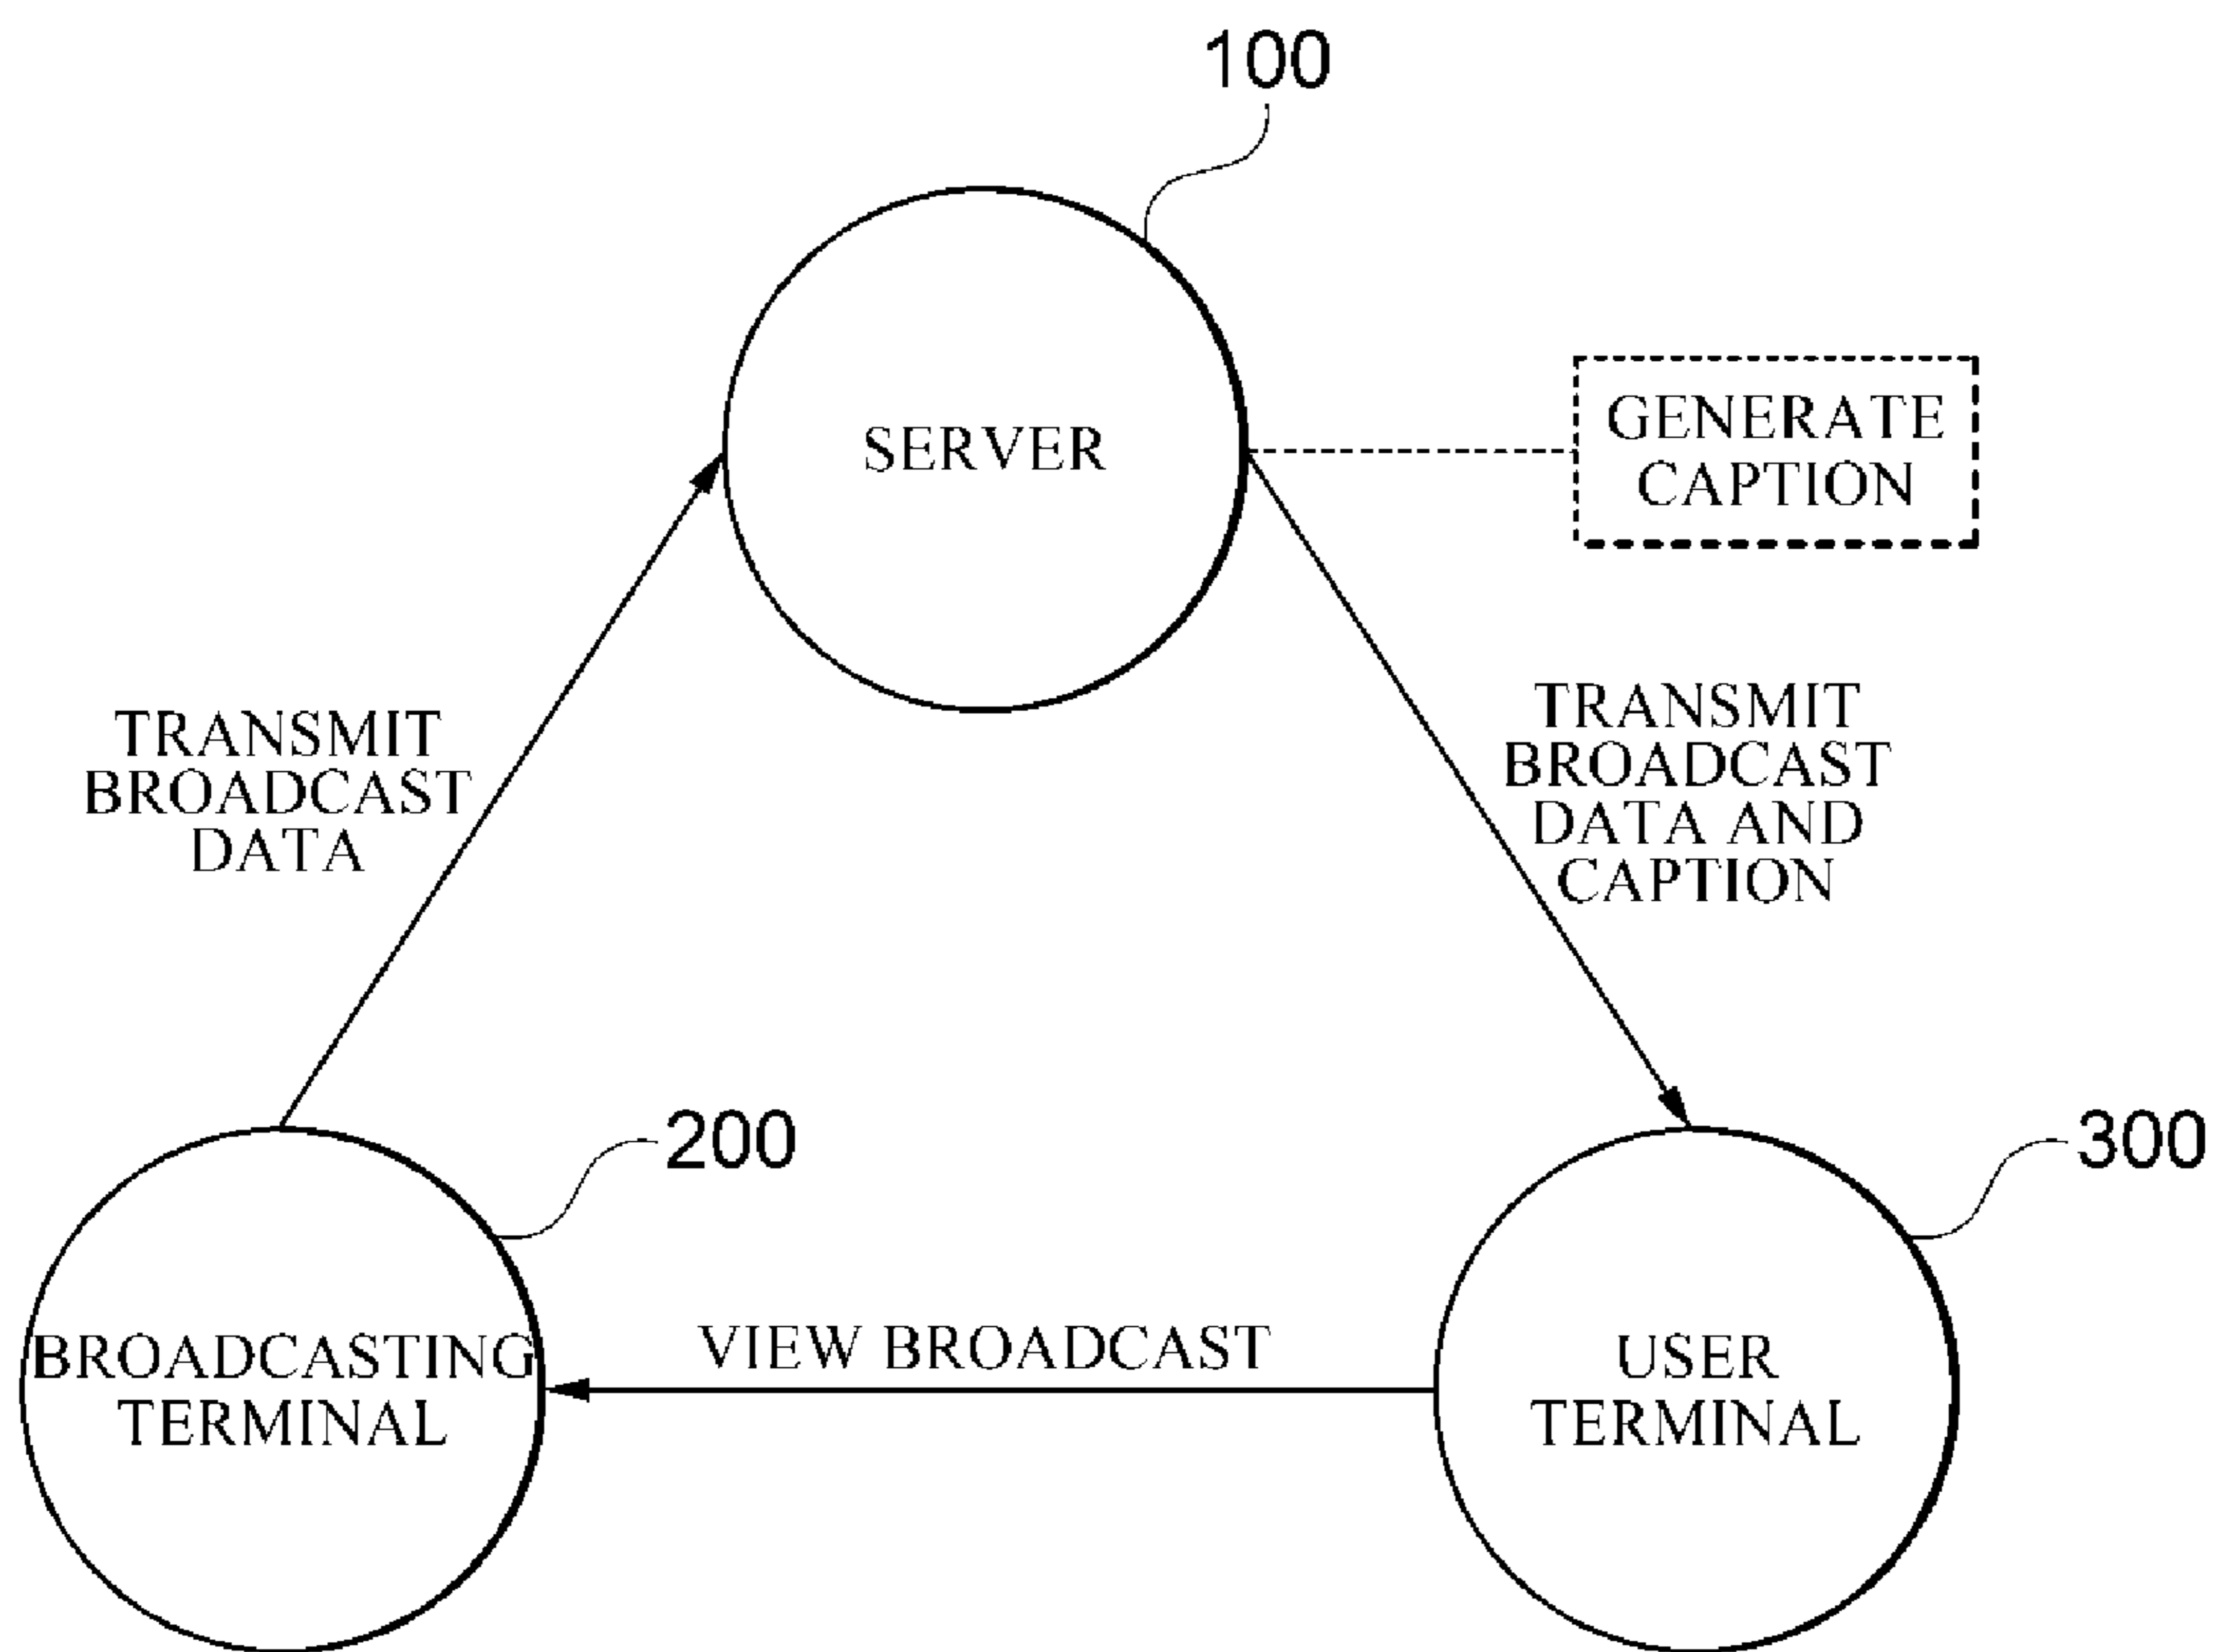 100
SERVER
GENERATE
CAPTION
TRANSMIT
BROADCAST
DATA
TRANSMIT
BROADCAST
DATA AND
CAPTION
200
300
BROADCASTING
TERMINAL
VIEW BROADCAST
USER
TERMINAL